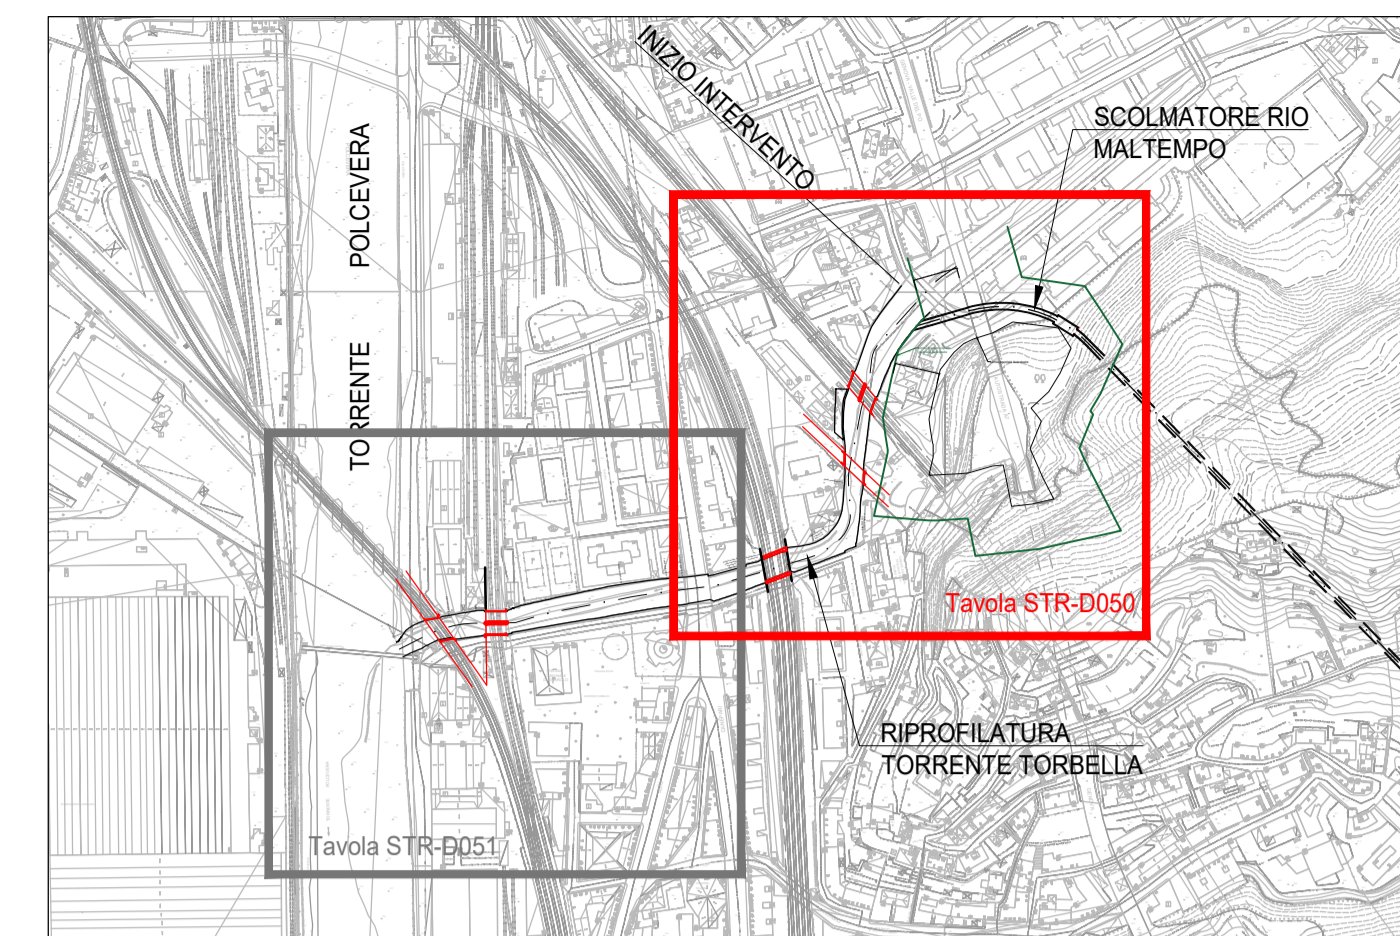 INIZIO INTERVENTO
SCOLMATORE RIO
MALTEMPO
TORRENTE POLCEVERA
Tavola STR-D050
RIPROFILATURA
TORRENTE TORBELLA
Tavola STR-D051